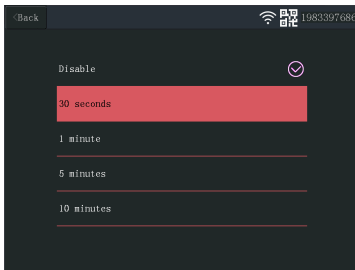 <Back
1983397686
Disable
30 seconds
1 minute
5 minutes
10 minutes